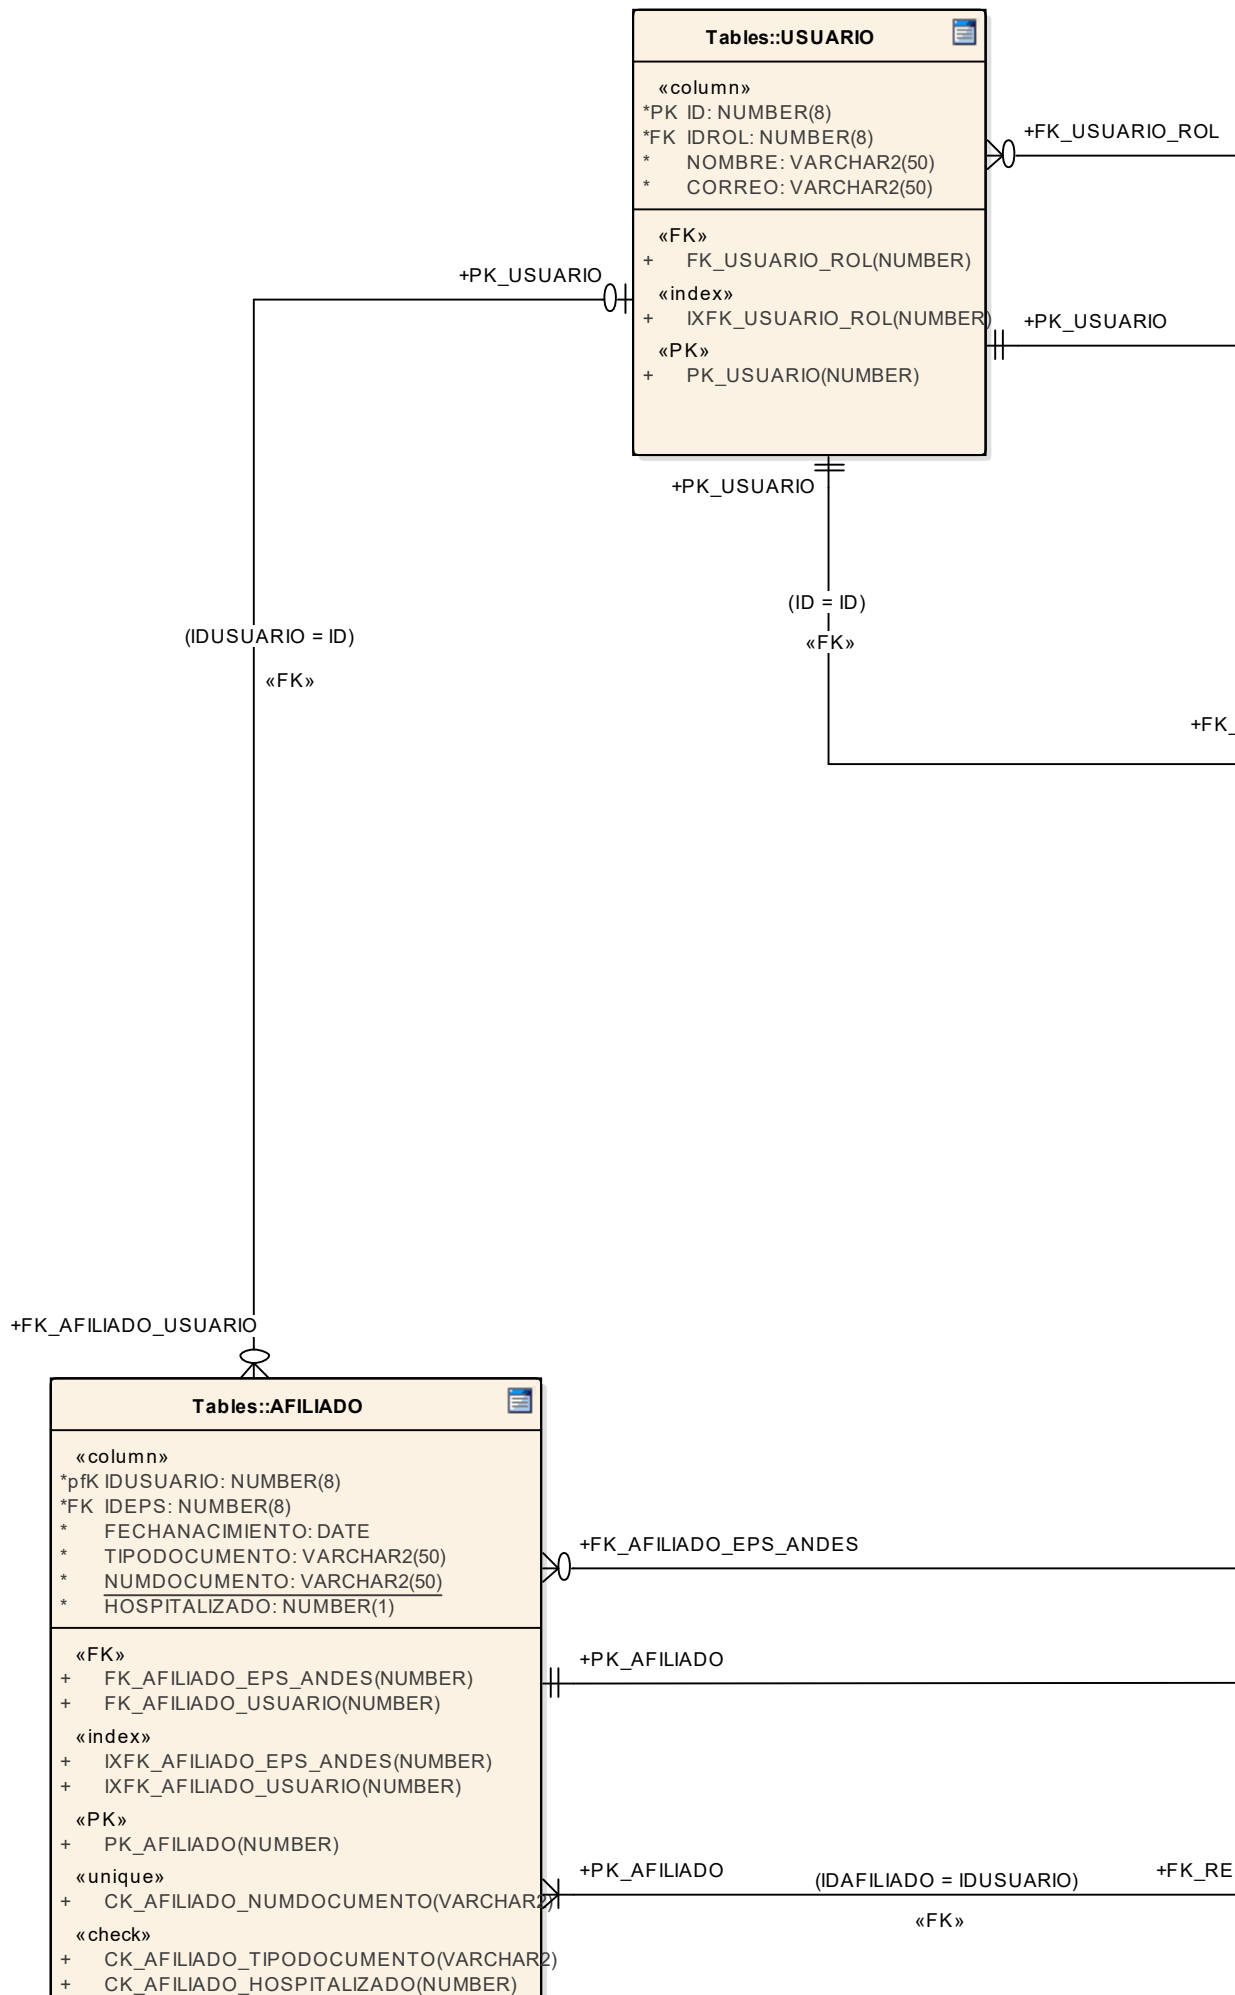 Tables::USUARIO
«column»
*PK ID: NUMBER(8)
*FK IDROL: NUMBER(8)
* NOMBRE: VARCHAR2(50)
* CORREO: VARCHAR2(50)
«FK»
+ FK_USUARIO_ROL(NUMBER)
«index»
+ IXFK_USUARIO_ROL(NUMBER)
«PK»
+ PK_USUARIO(NUMBER)
+FK_USUARIO_ROL
+PK_USUARIO
+PK_USUARIO
+PK_USUARIO
(ID = ID)
«FK»
(IDUSUARIO = ID)
«FK»
+FK_
+FK_AFILIADO_USUARIO
Tables::AFILIADO
«column»
*pfK IDUSUARIO: NUMBER(8)
*FK IDEPS: NUMBER(8)
* FECHANACIMIENTO: DATE
* TIPODOCUMENTO: VARCHAR2(50)
* NUMDOCUMENTO: VARCHAR2(50)
* HOSPITALIZADO: NUMBER(1)
«FK»
+ FK_AFILIADO_EPS_ANDES(NUMBER)
+ FK_AFILIADO_USUARIO(NUMBER)
«index»
+ IXFK_AFILIADO_EPS_ANDES(NUMBER)
+ IXFK_AFILIADO_USUARIO(NUMBER)
«PK»
+ PK_AFILIADO(NUMBER)
«unique»
+ CK_AFILIADO_NUMDOCUMENTO(VARCHAR2)
«check»
+ CK_AFILIADO_TIPODOCUMENTO(VARCHAR2)
+ CK_AFILIADO_HOSPITALIZADO(NUMBER)
+FK_AFILIADO_EPS_ANDES
+PK_AFILIADO
+PK_AFILIADO
(IDAFILIADO = IDUSUARIO)
«FK»
+FK_RE